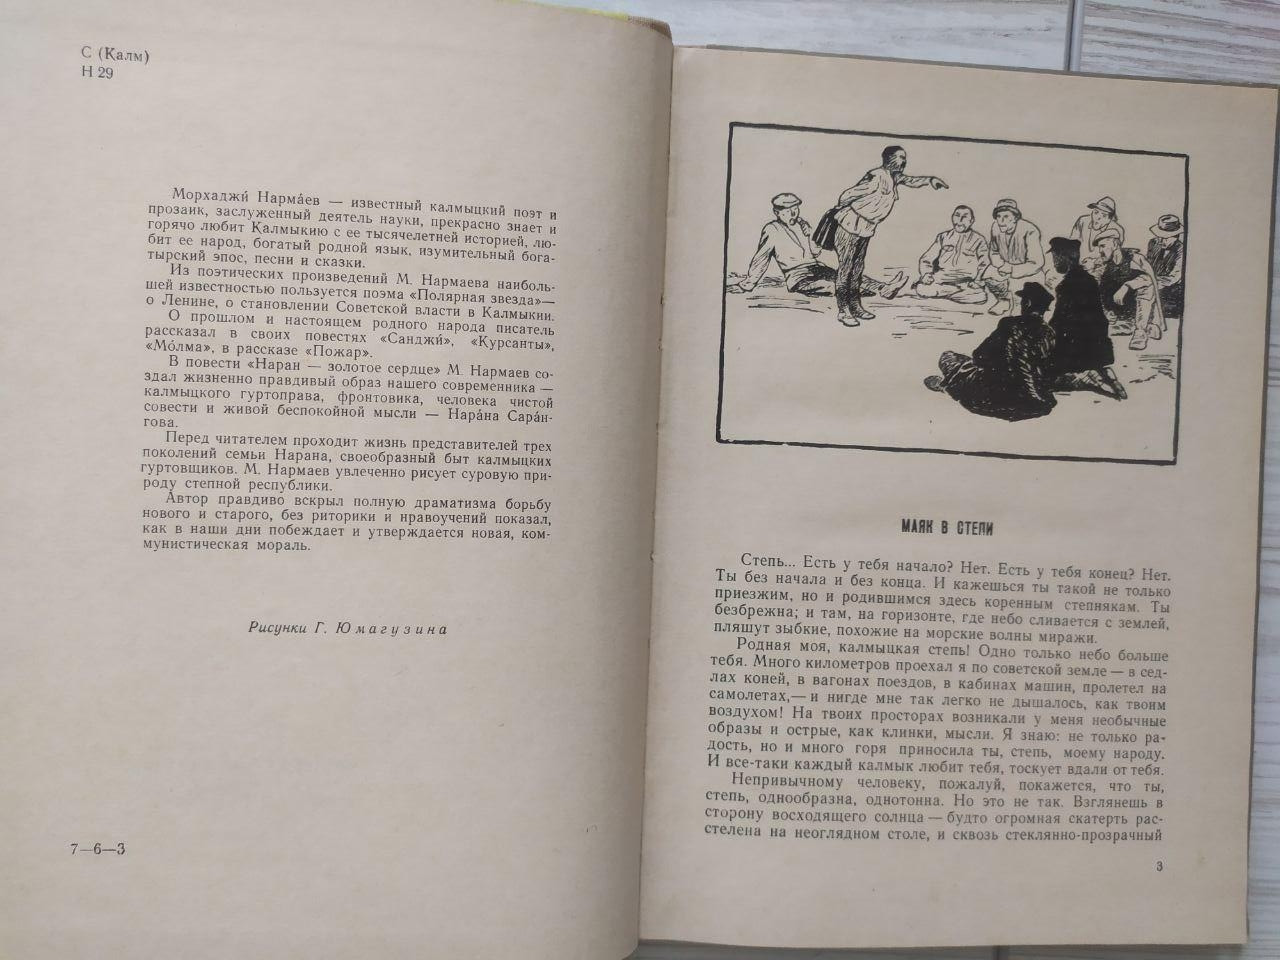 С (Калм)
Н 29
Морхаджи́ Нарма́ев — известный калмыцкий поэт и
прозаик, заслуженный деятель науки, прекрасно знает и
горячо любит Калмыкию с ее тысячелетней историей, лю-
бит ее народ, богатый родной язык, изумительный бога-
тырский эпос, песни и сказки.
Из поэтических произведений М. Нармаева наиболь-
шей известностью пользуется поэма «Полярная звезда»—
о Ленине, о становлении Советской власти в Калмыкии.
О прошлом и настоящем родного народа писатель
рассказал в своих повестях «Санджи́», «Курсанты»,
«Мо́лма», в рассказе «Пожар».
В повести «Наран — золотое сердце» М. Нармаев со-
здал жизненно правдивый образ нашего современника —
калмыцкого гуртоправа, фронтовика, человека чистой
совести и живой беспокойной мысли — Нара́на Сара́н-
гова.
Перед читателем проходит жизнь представителей трех
поколений семьи Нарана, своеобразный быт калмыцких
гуртовщиков. М. Нармаев увлеченно рисует суровую при-
роду степной республики.
Автор правдиво вскрыл полную драматизма борьбу
нового и старого, без риторики и нравоучений показал,
как в наши дни побеждает и утверждается новая, ком-
мунистическая мораль.
Рисунки Г. Юмагузина
7—6—3
МАЯК В СТЕПИ
Степь... Есть у тебя начало? Нет. Есть у тебя конец? Нет.
Ты без начала и без конца. И кажешься ты такой не только
приезжим, но и родившимся здесь коренным степнякам. Ты
безбрежна; и там, на горизонте, где небо сливается с землей,
пляшут зыбкие, похожие на морские волны миражи.
Родная моя, калмыцкая степь! Одно только небо больше
тебя. Много километров проехал я по советской земле — в сед-
лах коней, в вагонах поездов, в кабинах машин, пролетел на
самолетах,— и нигде мне так легко не дышалось, как твоим
воздухом! На твоих просторах возникали у меня необычные
образы и острые, как клинки, мысли. Я знаю: не только ра-
дость, но и много горя приносила ты, степь, моему народу.
И все-таки каждый калмык любит тебя, тоскует вдали от тебя.
Непривычному человеку, пожалуй, покажется, что ты,
степь, однообразна, однотонна. Но это не так. Взглянешь в
сторону восходящего солнца — будто огромная скатерть рас-
стелена на неоглядном столе, и сквозь стеклянно-прозрачный
3